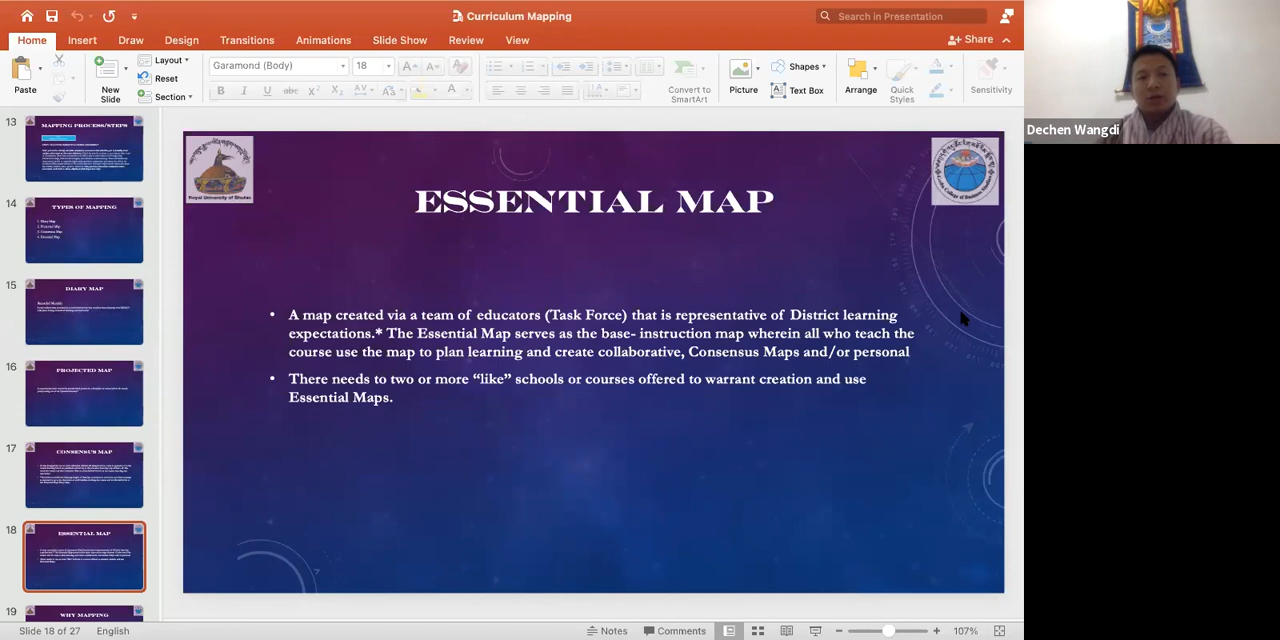 Curriculum Mapping
Search in Presentation
Home Insert Draw Design Transitions Animations Slide Show Review View
Share
Paste
New
Slide
Layout
Reset
Section
Garamond (Body)
18
Convert to
SmartArt
Picture
Shapes
Text Box
Arrange
Quick
Styles
Sensitivity
Dechen Wangdi
13
MAPPING PROCESS/STEPS
14
TYPES OF MAPPING
15
DIARY MAP
16
PROJECTED MAP
17
CONSENSUS MAP
18
ESSENTIAL MAP
19
WHY MAPPING
Royal University of Bhutan
ESSENTIAL MAP
• A map created via a team of educators (Task Force) that is representative of District learning
expectations.* The Essential Map serves as the base- instruction map wherein all who teach the
course use the map to plan learning and create collaborative, Consensus Maps and/or personal
• There needs to two or more “like” schools or courses offered to warrant creation and use
Essential Maps.
Slide 18 of 27 English
Notes Comments
107%